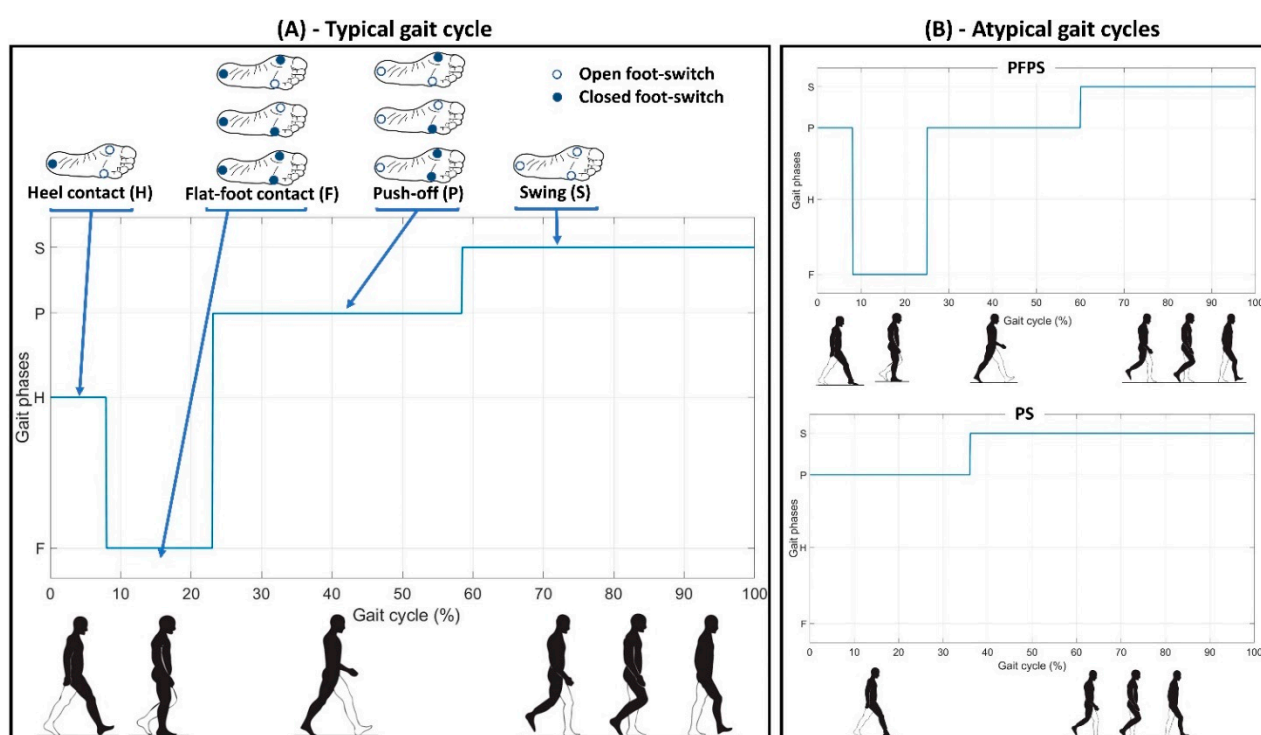 (A) - Typical gait cycle
Open foot-switch
Closed foot-switch
Heel contact (H)
Flat-foot contact (F)
Push-off (P)
Swing (S)
Gait phases
S
P
H
F
0 10 20 30 40 50 60 70 80 90 100
Gait cycle (%)
(B) - Atypical gait cycles
PFPS
Gait phases
S
P
H
F
0 10 20 30 40 50 60 70 80 90 100
Gait cycle (%)
PS
Gait phases
S
P
H
F
0 10 20 30 40 50 60 70 80 90 100
Gait cycle (%)